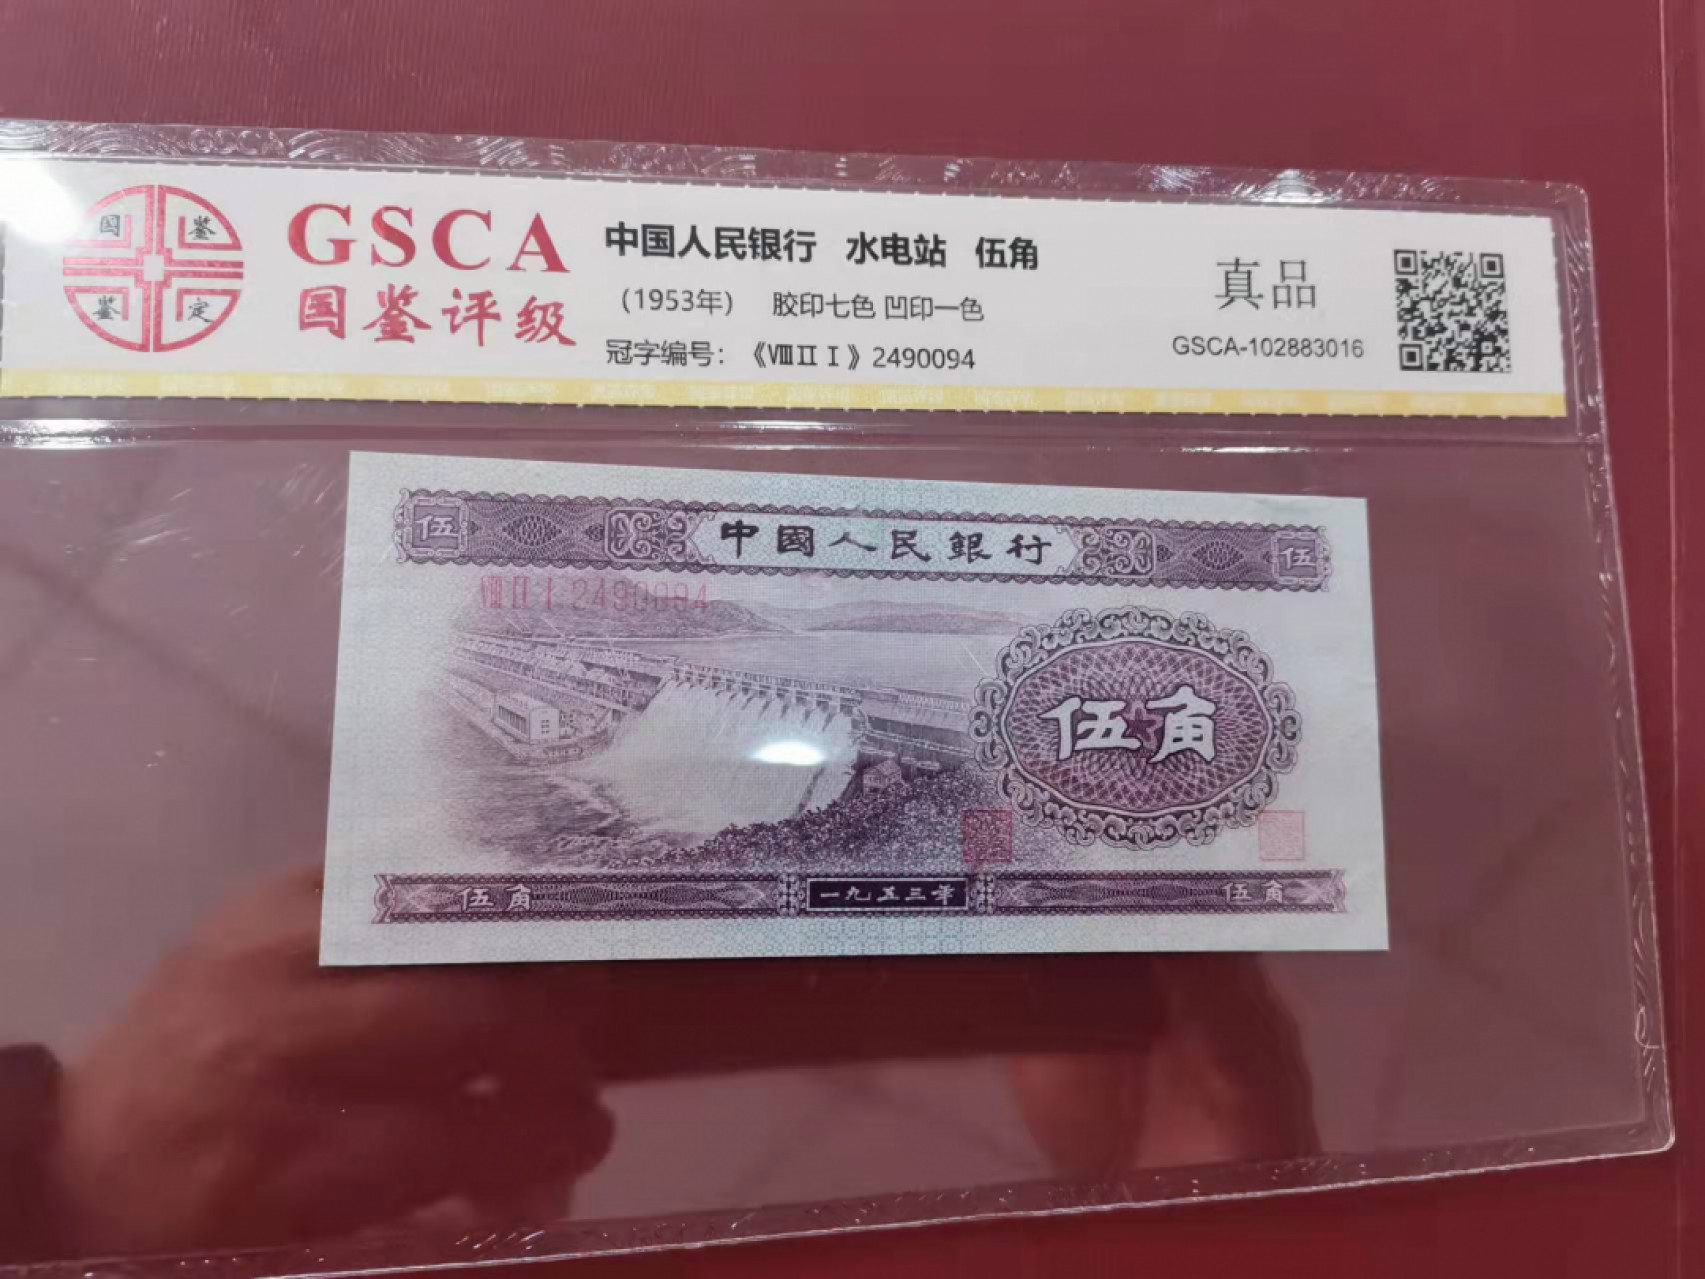 国 鉴
鉴 定
GSCA
国鉴评级
中国人民银行 水电站 伍角
(1953年) 胶印七色 凹印一色
冠字编号：《ⅧⅡⅠ》2490094
真品
GSCA-102883016
伍 中國人民銀行 伍
ⅧⅡⅠ 2490094
伍角
伍角 一九五三年 伍角